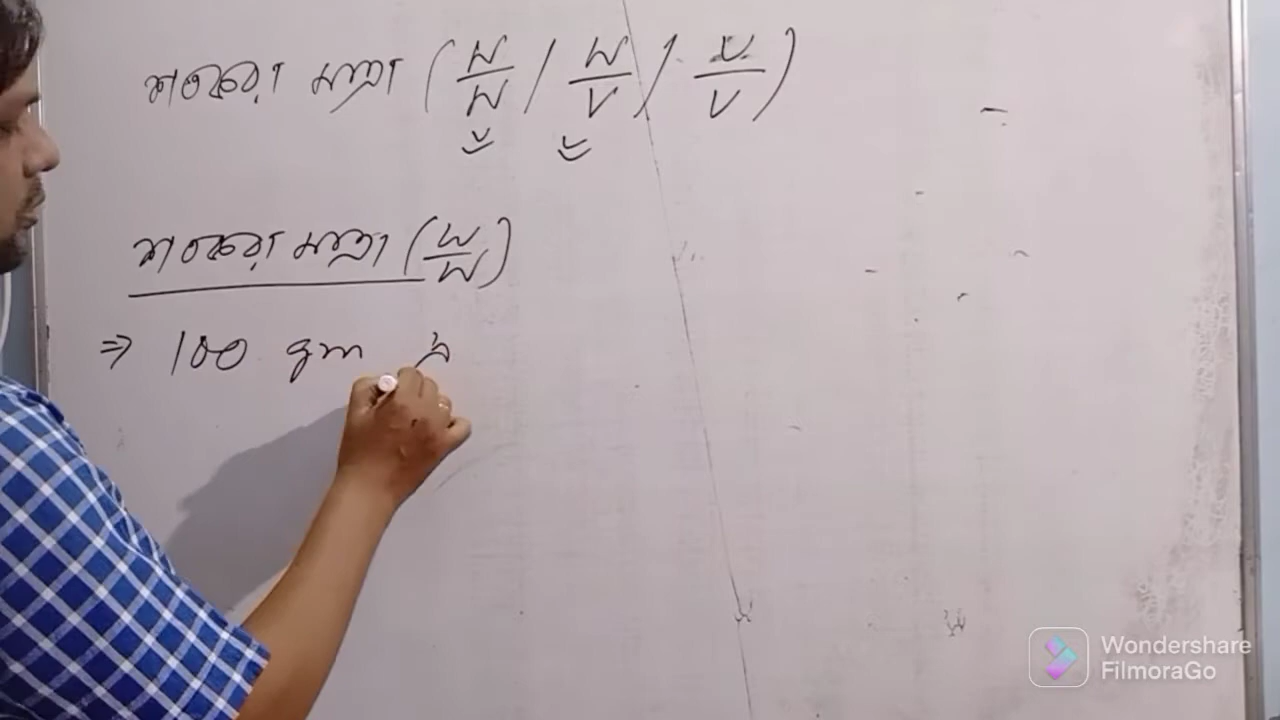 শতকরা মাত্রা (W/W / W/V / V/V)
শতকরা মাত্রা (W/W)
⇒ 100 gm
Wondershare
FilmoraGo